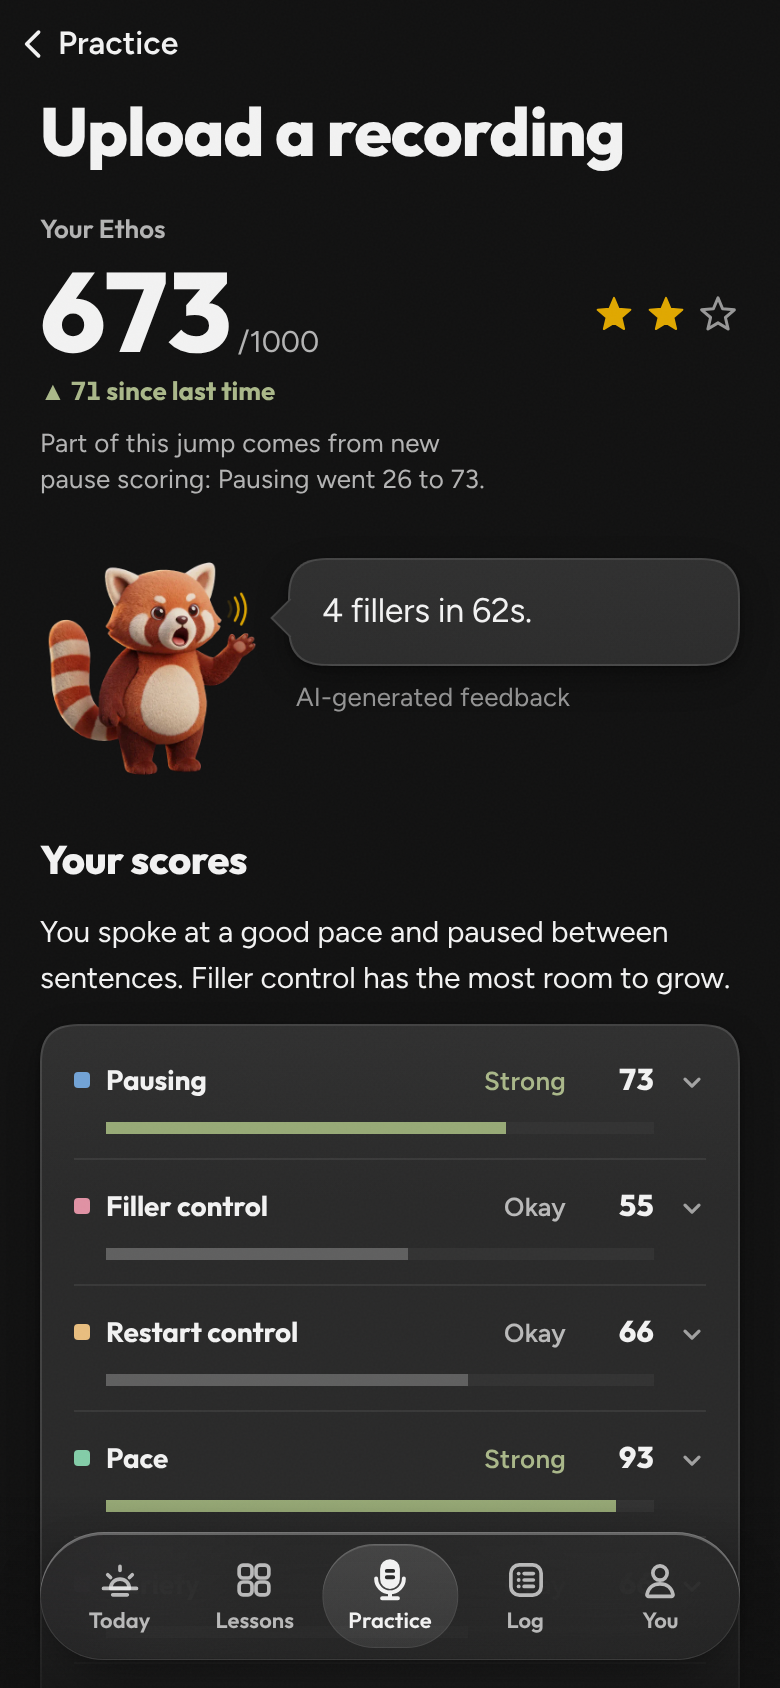 Practice
Upload a recording
Your Ethos
673 /1000
▲ 71 since last time
Part of this jump comes from new
pause scoring: Pausing went 26 to 73.
4 fillers in 62s.
AI-generated feedback
Your scores
You spoke at a good pace and paused between
sentences. Filler control has the most room to grow.
Pausing Strong 73
Filler control Okay 55
Restart control Okay 66
Pace Strong 93
Today Lessons Practice Log You